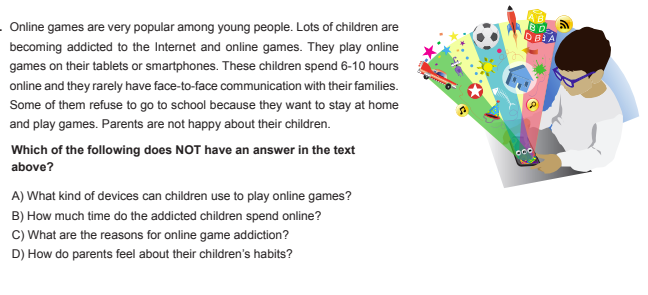 . Online games are very popular among young people. Lots of children are
becoming addicted to the Internet and online games. They play online
games on their tablets or smartphones. These children spend 6-10 hours
online and they rarely have face-to-face communication with their families.
Some of them refuse to go to school because they want to stay at home
and play games. Parents are not happy about their children.
Which of the following does NOT have an answer in the text
above?
A) What kind of devices can children use to play online games?
B) How much time do the addicted children spend online?
C) What are the reasons for online game addiction?
D) How do parents feel about their children's habits?